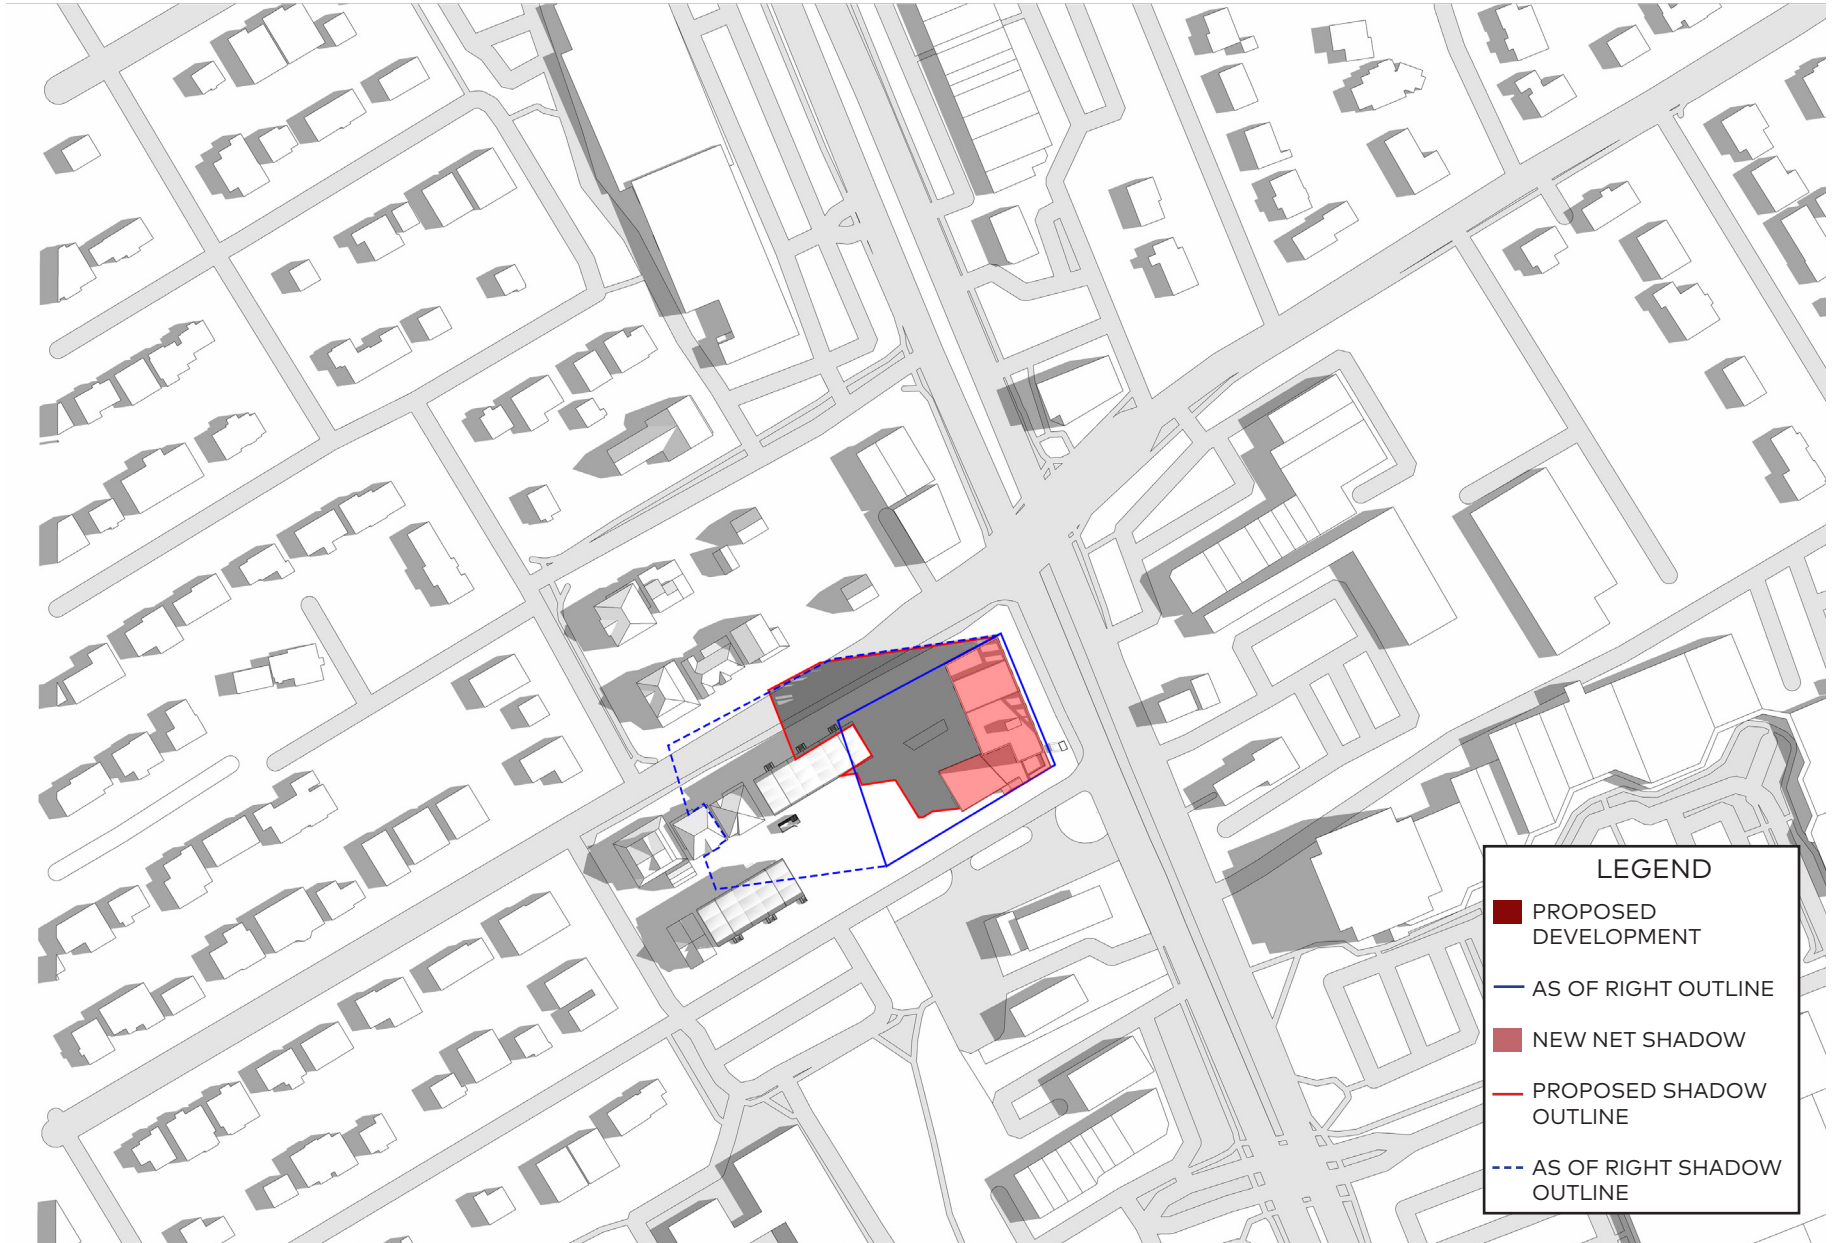 LEGEND
PROPOSED
DEVELOPMENT
AS OF RIGHT OUTLINE
NEW NET SHADOW
PROPOSED SHADOW
OUTLINE
AS OF RIGHT SHADOW
OUTLINE